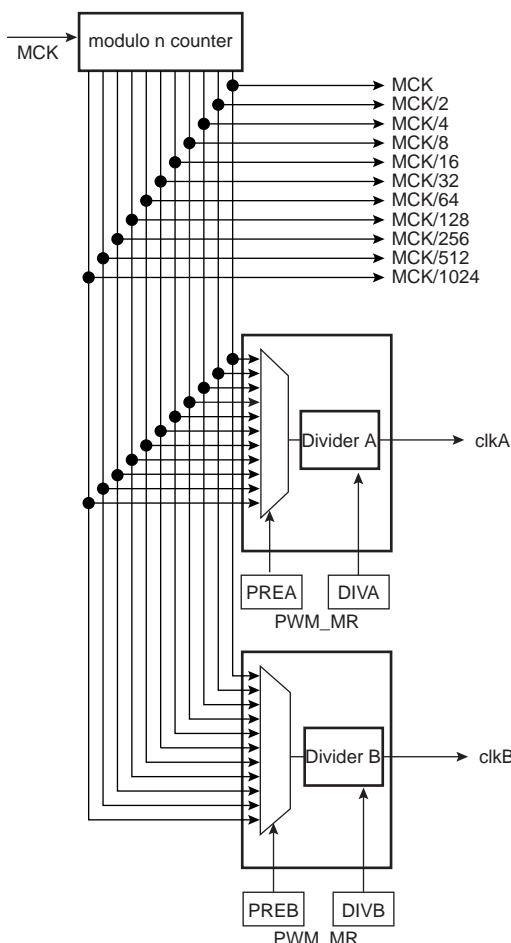 modulo n counter
MCK
MCK
MCK/2
MCK/4
MCK/8
MCK/16
MCK/32
MCK/64
MCK/128
MCK/256
MCK/512
MCK/1024
Divider A
clkA
PREA
DIVA
PWM_MR
Divider B
clkB
PREB
DIVB
PWM_MR